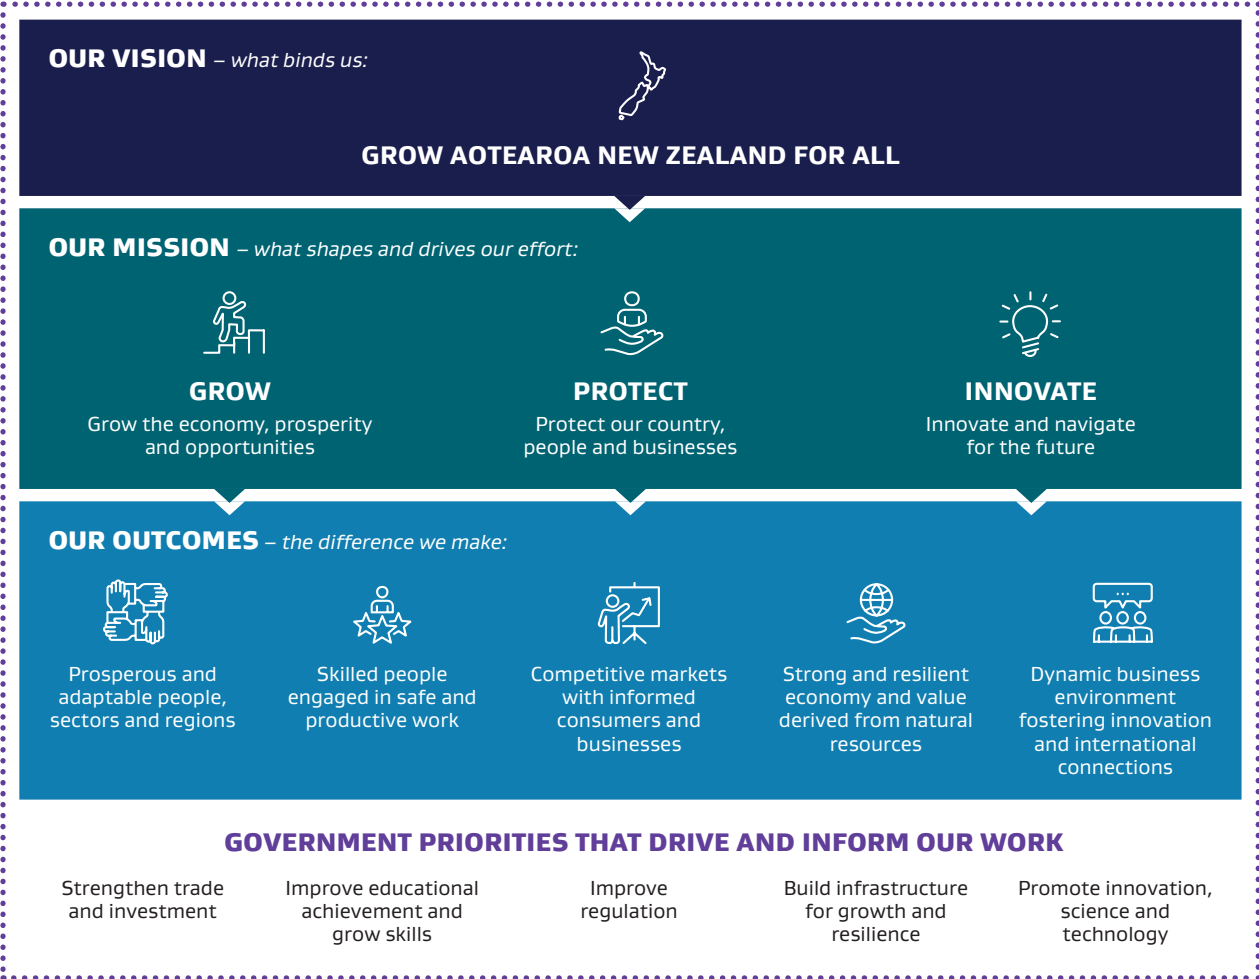 OUR VISION – what binds us:
GROW AOTEAROA NEW ZEALAND FOR ALL
OUR MISSION – what shapes and drives our effort:
GROW
Grow the economy, prosperity
and opportunities
PROTECT
Protect our country,
people and businesses
INNOVATE
Innovate and navigate
for the future
OUR OUTCOMES – the difference we make:
Prosperous and
adaptable people,
sectors and regions
Skilled people
engaged in safe and
productive work
Competitive markets
with informed
consumers and
businesses
Strong and resilient
economy and value
derived from natural
resources
Dynamic business
environment
fostering innovation
and international
connections
GOVERNMENT PRIORITIES THAT DRIVE AND INFORM OUR WORK
Strengthen trade
and investment
Improve educational
achievement and
grow skills
Improve
regulation
Build infrastructure
for growth and
resilience
Promote innovation,
science and
technology